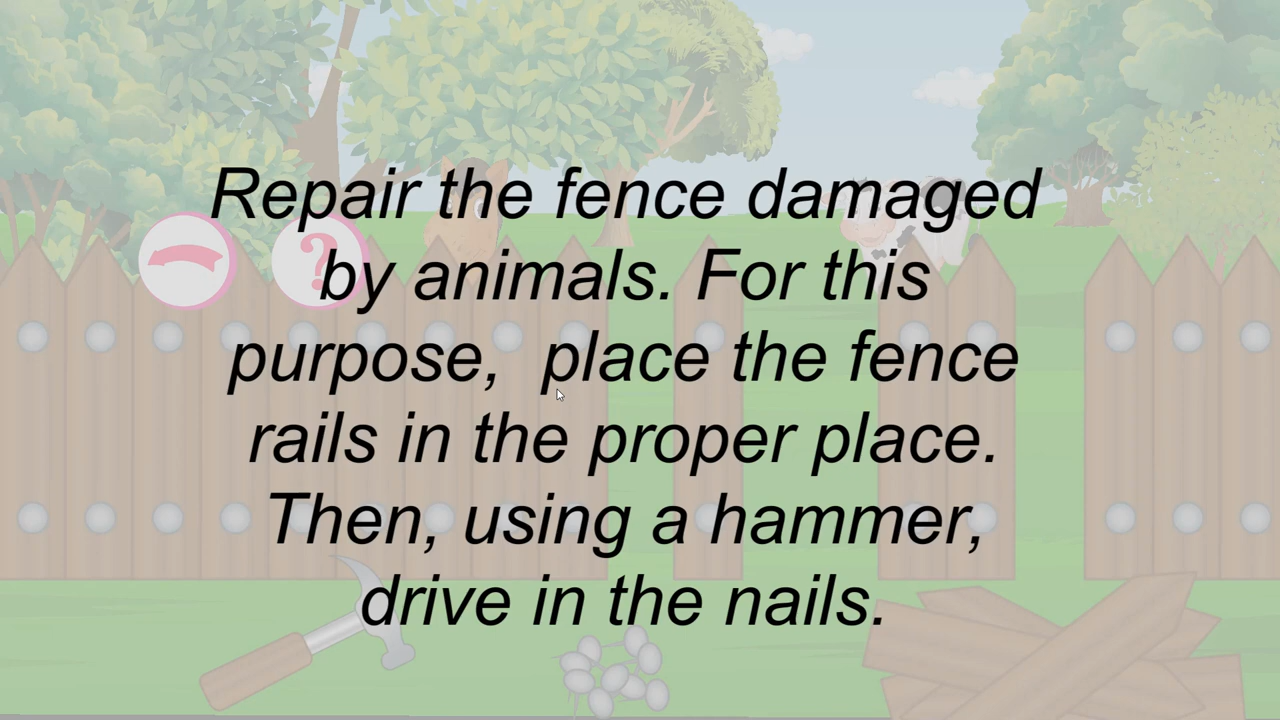 Repair the fence damaged
by animals. For this
purpose,  place the fence
rails in the proper place.
Then, using a hammer,
drive in the nails.
?